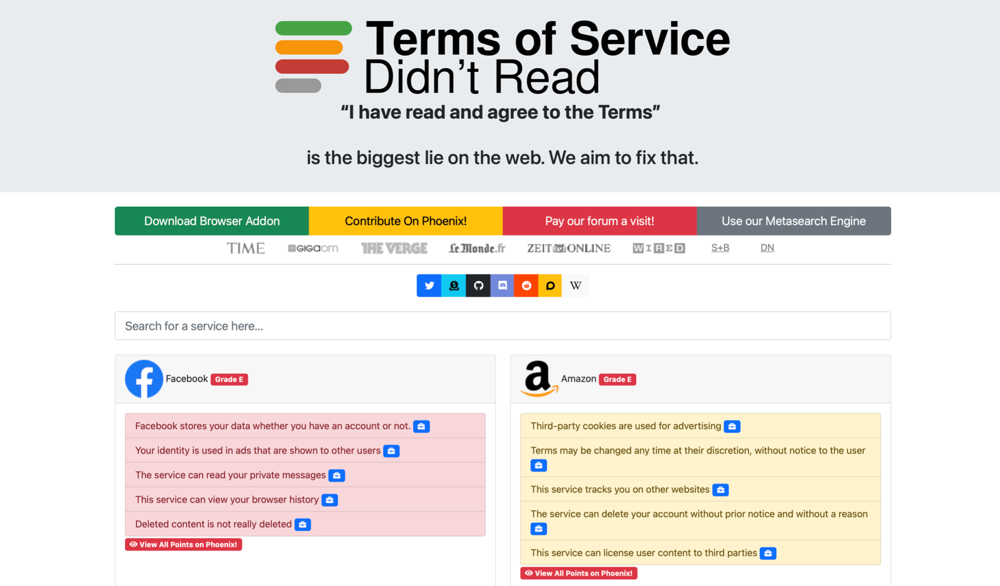 Terms of Service
Didn’t Read
“I have read and agree to the Terms”
is the biggest lie on the web. We aim to fix that.
Download Browser Addon
Contribute On Phoenix!
Pay our forum a visit!
Use our Metasearch Engine
TIME
GIGAOM
THE VERGE
Le Monde.fr
ZEIT ONLINE
WIRED
S+B
DN
W
Search for a service here...
Facebook Grade E
Facebook stores your data whether you have an account or not.
Your identity is used in ads that are shown to other users
The service can read your private messages
This service can view your browser history
Deleted content is not really deleted
View All Points on Phoenix!
a
Amazon Grade E
Third-party cookies are used for advertising
Terms may be changed any time at their discretion, without notice to the user
This service tracks you on other websites
The service can delete your account without prior notice and without a reason
This service can license user content to third parties
View All Points on Phoenix!